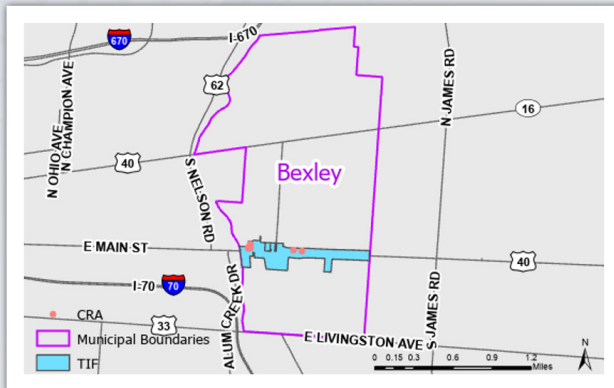 I-670
670
62
N JAMES RD
16
N OHIO AVE
N CHAMPION AVE
40
S NELSON RD
Bexley
E MAIN ST
40
I-70
70
ALUM CREEK DR
S JAMES RD
CRA
33
Municipal Boundaries
E LIVINGSTON AVE
TIF
N
0 0.15 0.3 0.6 0.9 1.2
Miles